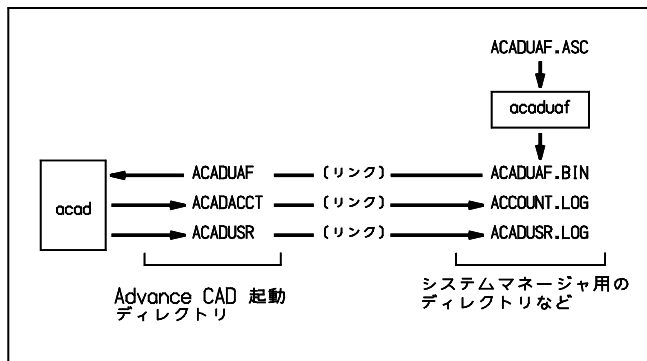 ACADUAF.ASC
acaduaf
acad
ACADUAF (リンク) ACADUAF.BIN
ACADACCT (リンク) ACCOUNT.LOG
ACADUSR (リンク) ACADUSR.LOG
Advance CAD 起動
ディレクトリ
システムマネージャ用の
ディレクトリなど